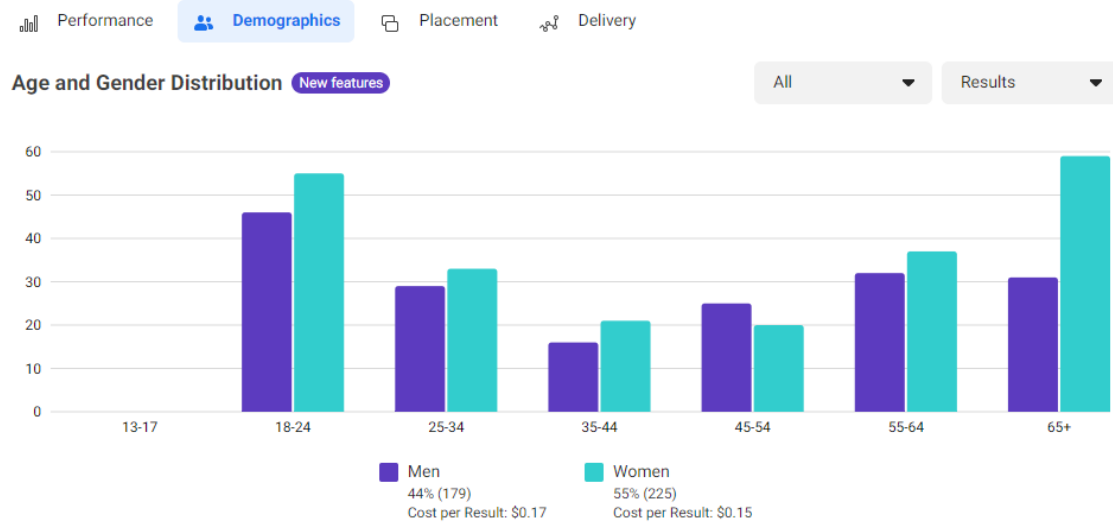 Performance Demographics Placement Delivery
Age and Gender Distribution New features All Results
60
50
40
30
20
10
0
13-17 18-24 25-34 35-44 45-54 55-64 65+
Men Women
44% (179) 55% (225)
Cost per Result: $0.17 Cost per Result: $0.15